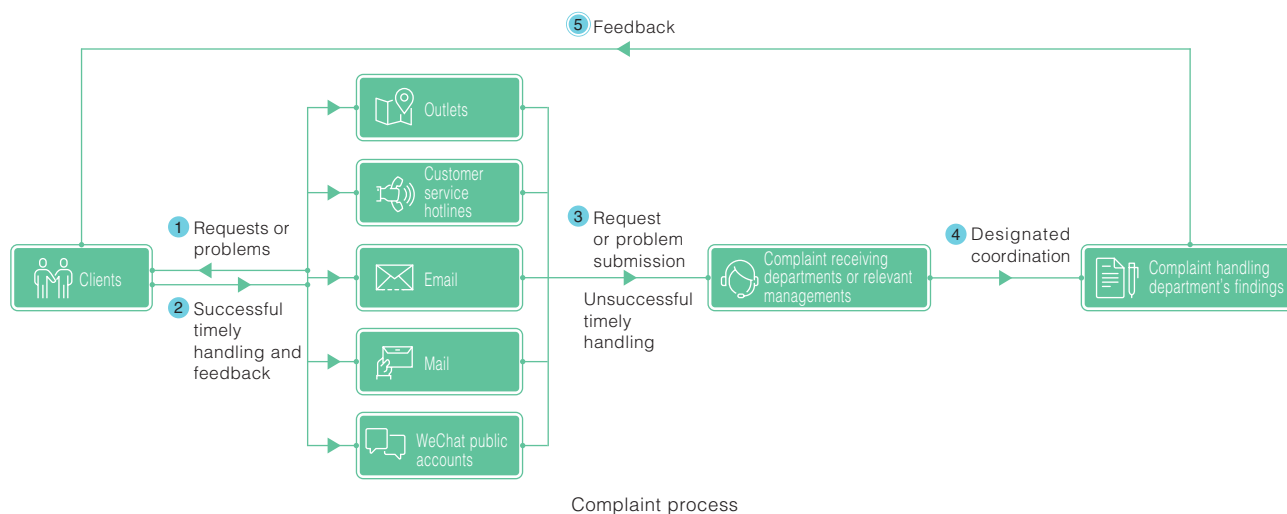 5 Feedback
Outlets
Customer
service
hotlines
1 Requests or
problems
3 Request
or problem
submission
4 Designated
coordination
Clients
Email
Complaint receiving
departments or relevant
managements
Complaint handling
department's findings
2 Successful
timely
handling and
feedback
Unsuccessful
timely
handling
Mail
WeChat public
accounts
Complaint process